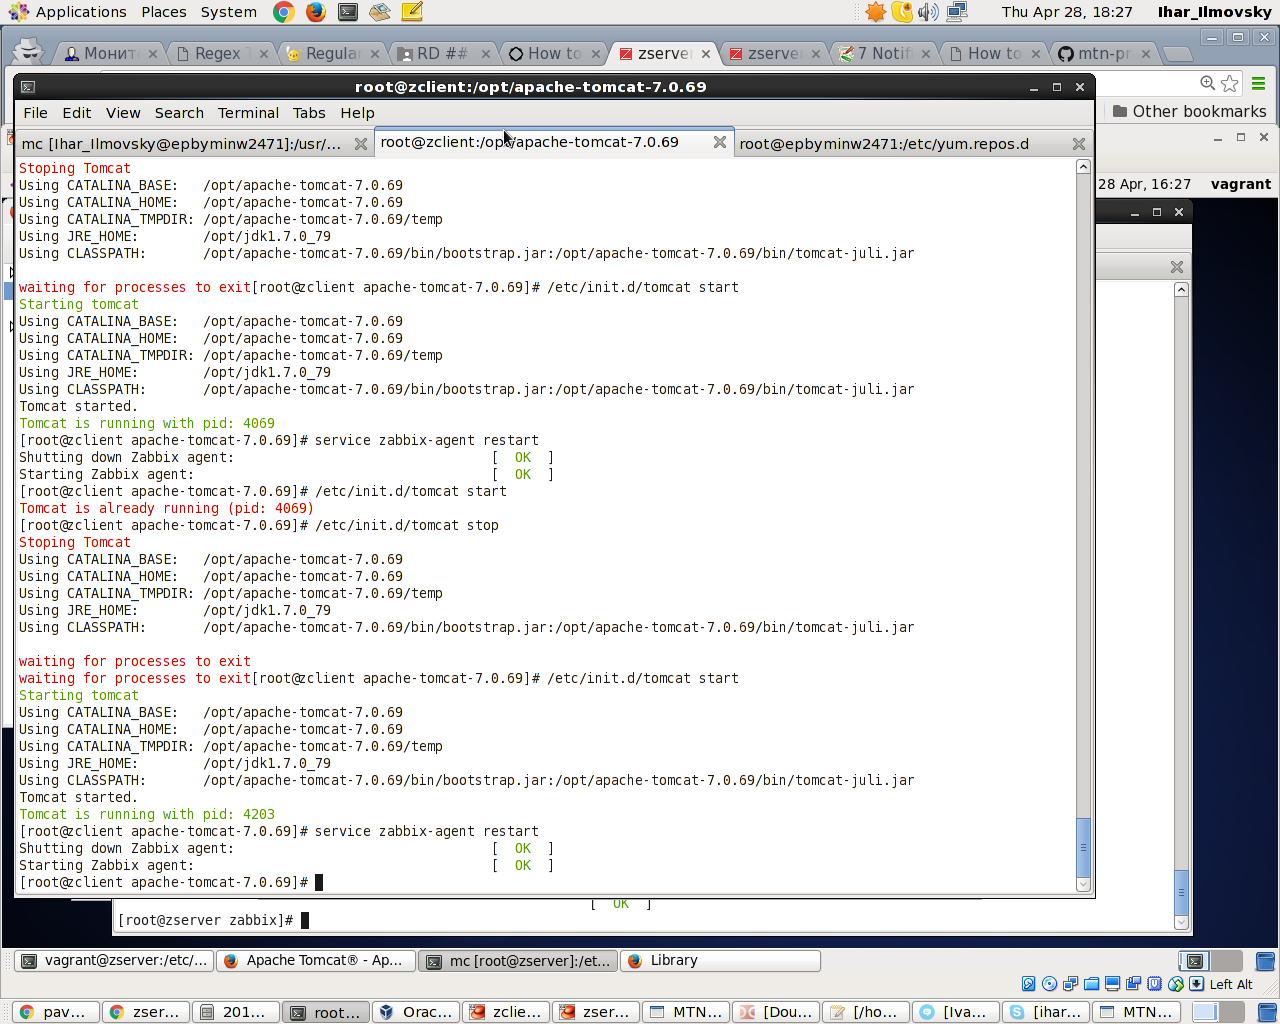 Applications Places System Thu Apr 28, 18:27 Ihar_Ilmovsky
Монит Regex T Regular RD ## How to zserver zserver 7 Notifi How to mtn-pr
root@zclient:/opt/apache-tomcat-7.0.69
File Edit View Search Terminal Tabs Help
Other bookmarks
mc [Ihar_Ilmovsky@epbyminw2471]:/usr/... root@zclient:/opt/apache-tomcat-7.0.69 root@epbyminw2471:/etc/yum.repos.d
28 Apr, 16:27 vagrant
Stoping Tomcat
Using CATALINA_BASE: /opt/apache-tomcat-7.0.69
Using CATALINA_HOME: /opt/apache-tomcat-7.0.69
Using CATALINA_TMPDIR: /opt/apache-tomcat-7.0.69/temp
Using JRE_HOME: /opt/jdk1.7.0_79
Using CLASSPATH: /opt/apache-tomcat-7.0.69/bin/bootstrap.jar:/opt/apache-tomcat-7.0.69/bin/tomcat-juli.jar
waiting for processes to exit[root@zclient apache-tomcat-7.0.69]# /etc/init.d/tomcat start
Starting tomcat
Using CATALINA_BASE: /opt/apache-tomcat-7.0.69
Using CATALINA_HOME: /opt/apache-tomcat-7.0.69
Using CATALINA_TMPDIR: /opt/apache-tomcat-7.0.69/temp
Using JRE_HOME: /opt/jdk1.7.0_79
Using CLASSPATH: /opt/apache-tomcat-7.0.69/bin/bootstrap.jar:/opt/apache-tomcat-7.0.69/bin/tomcat-juli.jar
Tomcat started.
Tomcat is running with pid: 4069
[root@zclient apache-tomcat-7.0.69]# service zabbix-agent restart
Shutting down Zabbix agent: [ OK ]
Starting Zabbix agent: [ OK ]
[root@zclient apache-tomcat-7.0.69]# /etc/init.d/tomcat start
Tomcat is already running (pid: 4069)
[root@zclient apache-tomcat-7.0.69]# /etc/init.d/tomcat stop
Stoping Tomcat
Using CATALINA_BASE: /opt/apache-tomcat-7.0.69
Using CATALINA_HOME: /opt/apache-tomcat-7.0.69
Using CATALINA_TMPDIR: /opt/apache-tomcat-7.0.69/temp
Using JRE_HOME: /opt/jdk1.7.0_79
Using CLASSPATH: /opt/apache-tomcat-7.0.69/bin/bootstrap.jar:/opt/apache-tomcat-7.0.69/bin/tomcat-juli.jar
waiting for processes to exit
waiting for processes to exit[root@zclient apache-tomcat-7.0.69]# /etc/init.d/tomcat start
Starting tomcat
Using CATALINA_BASE: /opt/apache-tomcat-7.0.69
Using CATALINA_HOME: /opt/apache-tomcat-7.0.69
Using CATALINA_TMPDIR: /opt/apache-tomcat-7.0.69/temp
Using JRE_HOME: /opt/jdk1.7.0_79
Using CLASSPATH: /opt/apache-tomcat-7.0.69/bin/bootstrap.jar:/opt/apache-tomcat-7.0.69/bin/tomcat-juli.jar
Tomcat started.
Tomcat is running with pid: 4203
[root@zclient apache-tomcat-7.0.69]# service zabbix-agent restart
Shutting down Zabbix agent: [ OK ]
Starting Zabbix agent: [ OK ]
[root@zclient apache-tomcat-7.0.69]#
[ OK ]
[root@zserver zabbix]#
vagrant@zserver:/etc/... Apache Tomcat® - Ap... mc [root@zserver]:/et... Library
Left Alt
pav... zser... 201... root... Orac... zclie... zser... MTN... [Dou... [/ho... [Iva... [ihar... MTN...